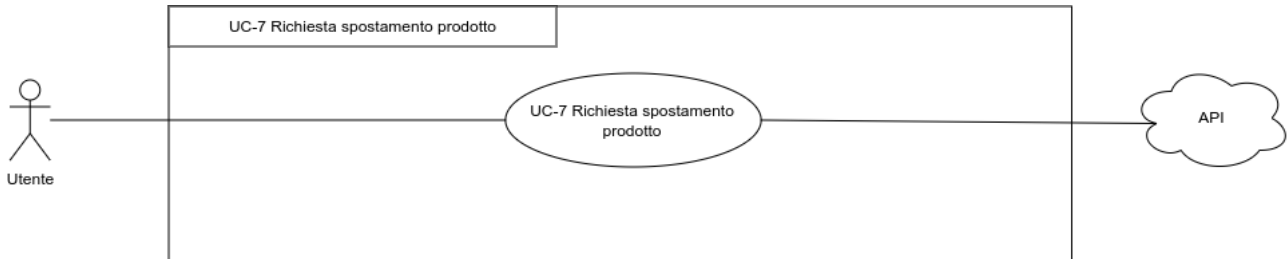 UC-7 Richiesta spostamento prodotto
UC-7 Richiesta spostamento
prodotto
API
Utente